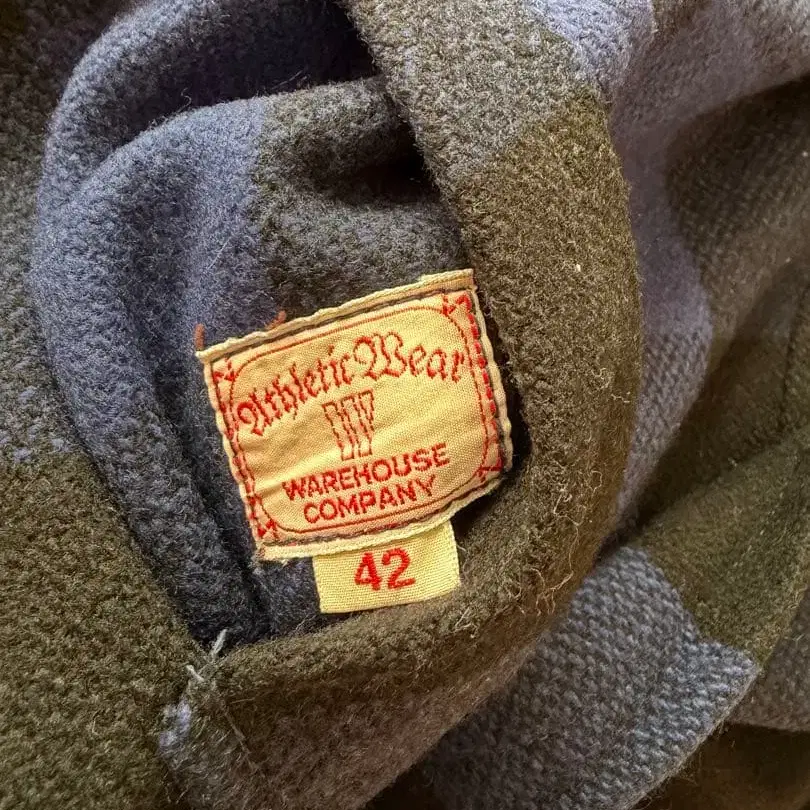 Athletic Wear
W
WAREHOUSE
COMPANY
42